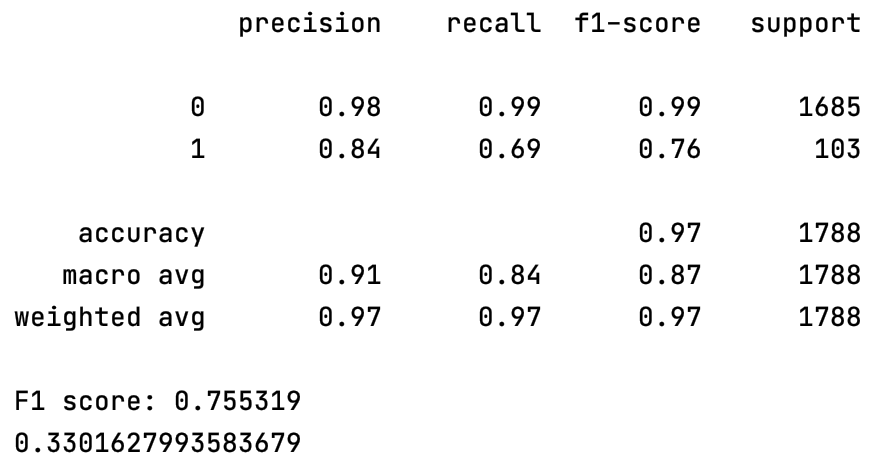 precision recall f1-score support
0 0.98 0.99 0.99 1685
1 0.84 0.69 0.76 103
accuracy 0.97 1788
macro avg 0.91 0.84 0.87 1788
weighted avg 0.97 0.97 0.97 1788
F1 score: 0.755319
0.3301627993583679